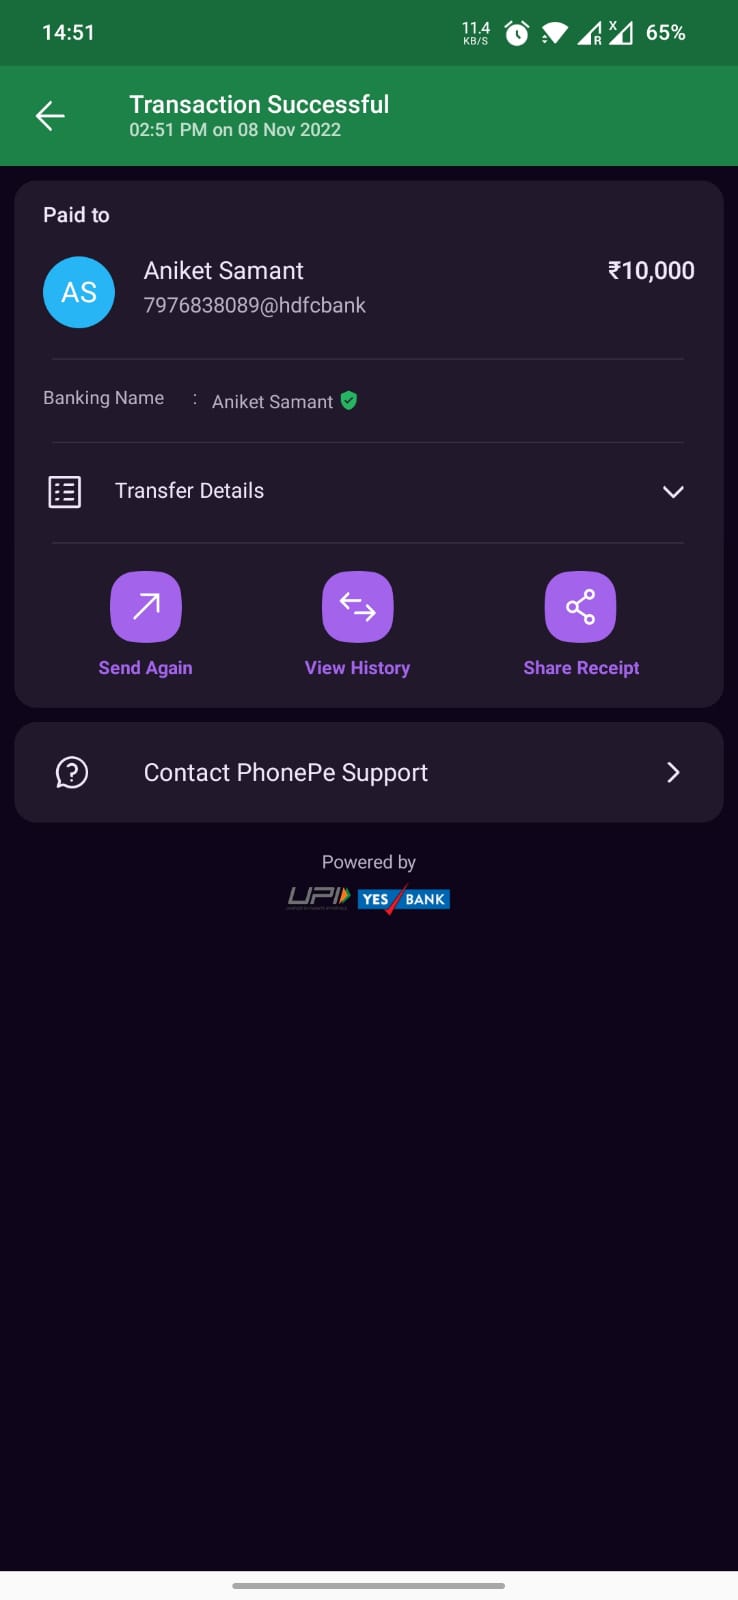 14:51
11.4
KB/S
R
X
65%
Transaction Successful
02:51 PM on 08 Nov 2022
Paid to
AS
Aniket Samant
₹10,000
7976838089@hdfcbank
Banking Name : Aniket Samant
Transfer Details
Send Again
View History
Share Receipt
Contact PhonePe Support
Powered by
UPI YES BANK